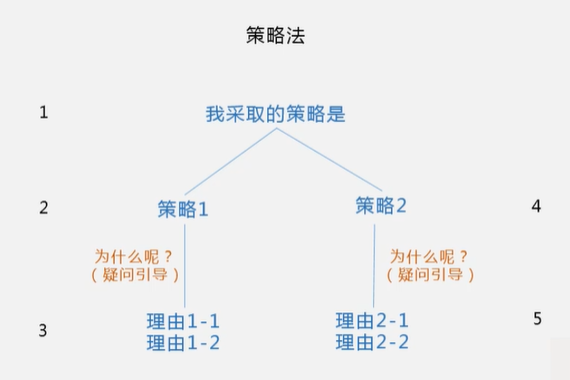 策略法
1
我采取的策略是
2
策略1
策略2
4
为什么呢？
（疑问引导）
为什么呢？
（疑问引导）
3
理由1-1
理由1-2
理由2-1
理由2-2
5